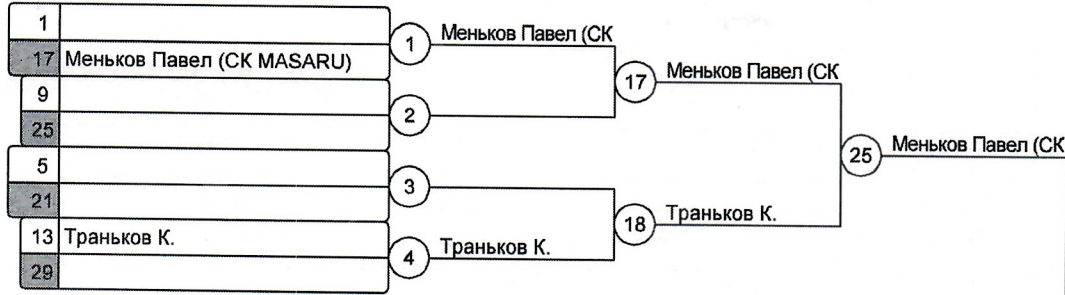 1
17 Меньков Павел (СК MASARU)
1
Меньков Павел (СК
9
25
2
17
Меньков Павел (СК
5
21
3
25
Меньков Павел (СК
13 Траньков К.
29
4
Траньков К.
18
Траньков К.